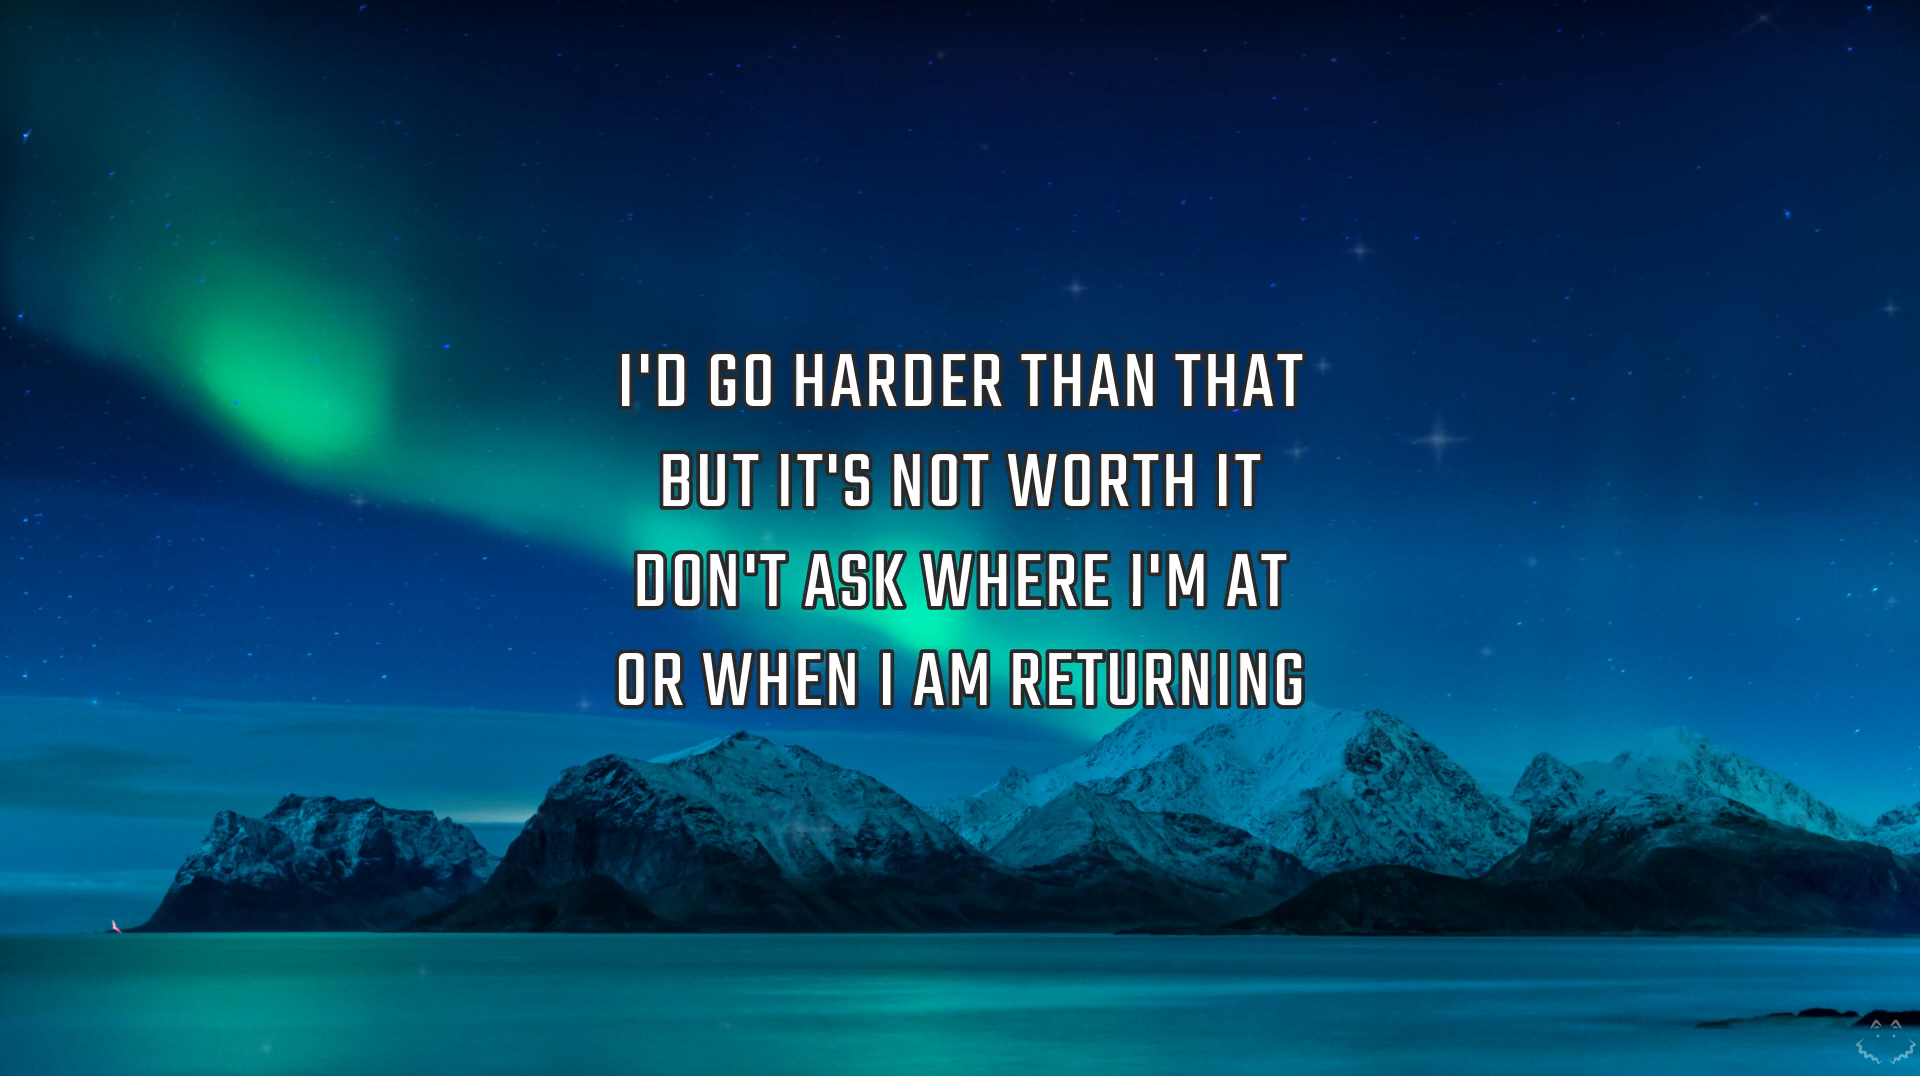 I'D GO HARDER THAN THAT
BUT IT'S NOT WORTH IT
DON'T ASK WHERE I'M AT
OR WHEN I AM RETURNING